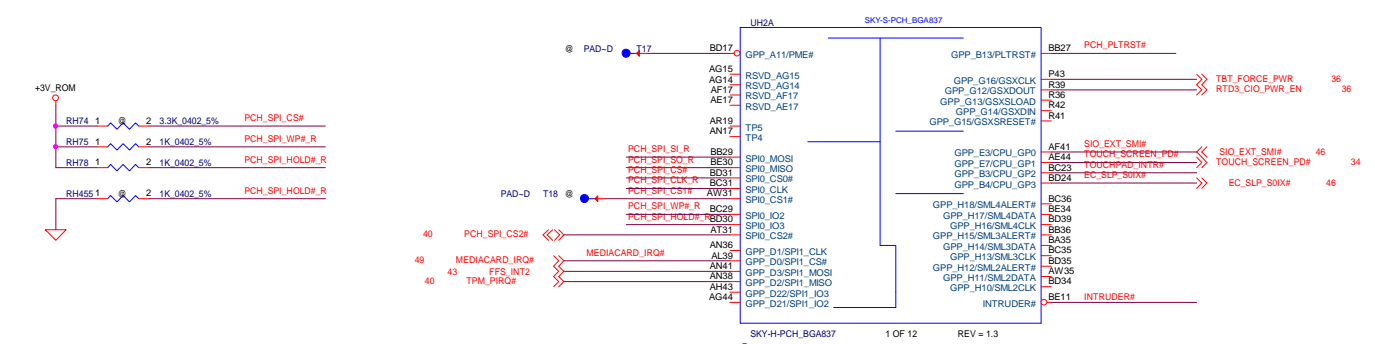 UH2A SKY-S-PCH_BGA837
@ PAD~D T17 BD17 GPP_A11/PME# GPP_B13/PLTRST# BB27 PCH_PLTRST#
AG15 RSVD_AG15 GPP_G16/GSXCLK P43 TBT_FORCE_PWR 36
AG14 RSVD_AG14 GPP_G12/GSXDOUT R39 RTD3_CIO_PWR_EN 36
AF17 RSVD_AF17 GPP_G13/GSXSLOAD R36
AE17 RSVD_AE17 GPP_G14/GSXDIN R42
GPP_G15/GSXSRESET# R41
+3V_ROM
RH74 1 @ 2 3.3K_0402_5% PCH_SPI_CS#
RH75 1 2 1K_0402_5% PCH_SPI_WP#_R
RH78 1 2 1K_0402_5% PCH_SPI_HOLD#_R
RH455 1 @ 2 1K_0402_5% PCH_SPI_HOLD#_R
AR19 TP5
AN17 TP4
PCH_SPI_SI_R BB29 SPI0_MOSI GPP_E3/CPU_GP0 AF41 SIO_EXT_SMI# SIO_EXT_SMI# 46
PCH_SPI_SO_R BE30 SPI0_MISO GPP_E7/CPU_GP1 AE44 TOUCH_SCREEN_PD# TOUCH_SCREEN_PD# 34
PCH_SPI_CS# BD31 SPI0_CS0# GPP_B3/CPU_GP2 BC23 TOUCHPAD_INTR#
PCH_SPI_CLK_R BC31 SPI0_CLK GPP_B4/CPU_GP3 BD24 EC_SLP_S0IX# EC_SLP_S0IX# 46
PAD~D T18 @ PCH_SPI_CS1# AW31 SPI0_CS1#
PCH_SPI_WP#_R BC29 SPI0_IO2
PCH_SPI_HOLD#_R BD30 SPI0_IO3
40 PCH_SPI_CS2# AT31 SPI0_CS2#
GPP_H18/SML4ALERT# BC36
GPP_H17/SML4DATA BE34
GPP_H16/SML4CLK BD39
GPP_H15/SML3ALERT# BB36
GPP_H14/SML3DATA BA35
GPP_H13/SML3CLK BC35
GPP_H12/SML2ALERT# BD35
GPP_H11/SML2DATA AW35
GPP_H10/SML2CLK BD34
AN36 GPP_D1/SPI1_CLK
49 MEDIACARD_IRQ# MEDIACARD_IRQ# AL39 GPP_D0/SPI1_CS#
43 FFS_INT2 AN41 GPP_D3/SPI1_MOSI
40 TPM_PIRQ# AN38 GPP_D2/SPI1_MISO
AH43 GPP_D22/SPI1_IO3
AG44 GPP_D21/SPI1_IO2 INTRUDER# BE11 INTRUDER#
SKY-H-PCH_BGA837 1 OF 12 REV = 1.3